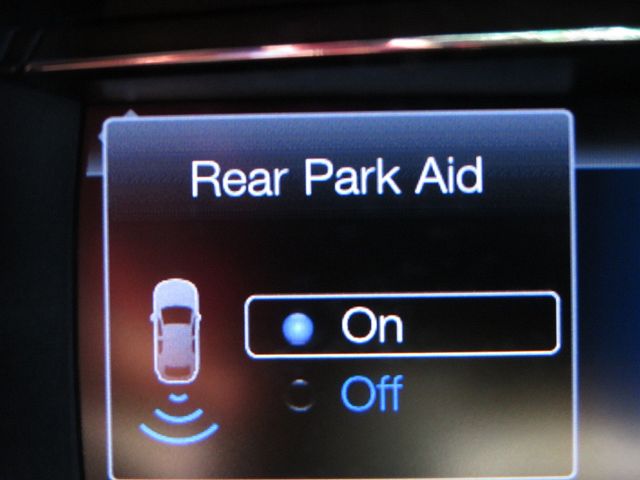 Rear Park Aid
On
Off